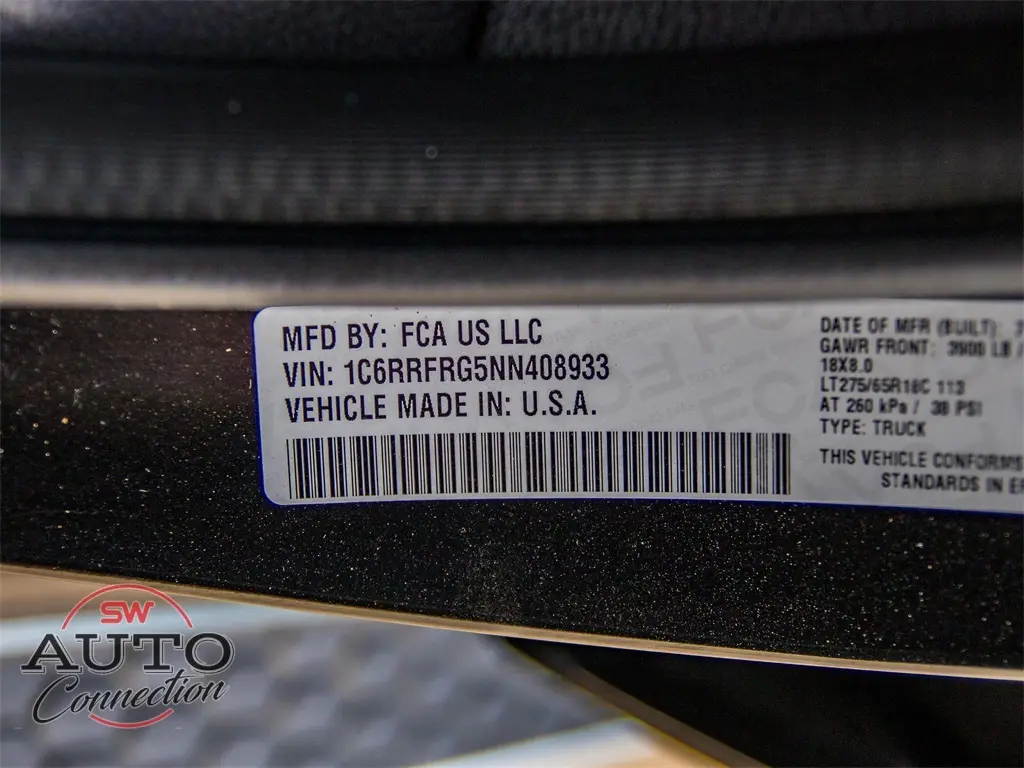 MFD BY: FCA US LLC
VIN: 1C6RRFRG5NN408933
VEHICLE MADE IN: U.S.A.
DATE OF MFR (BUILT):
GAWR FRONT: 3900 LB /
18X8.0
LT275/65R18C 113
AT 260 kPa / 38 PSI
TYPE: TRUCK
THIS VEHICLE CONFORMS
STANDARDS IN
SW
AUTO
Connection